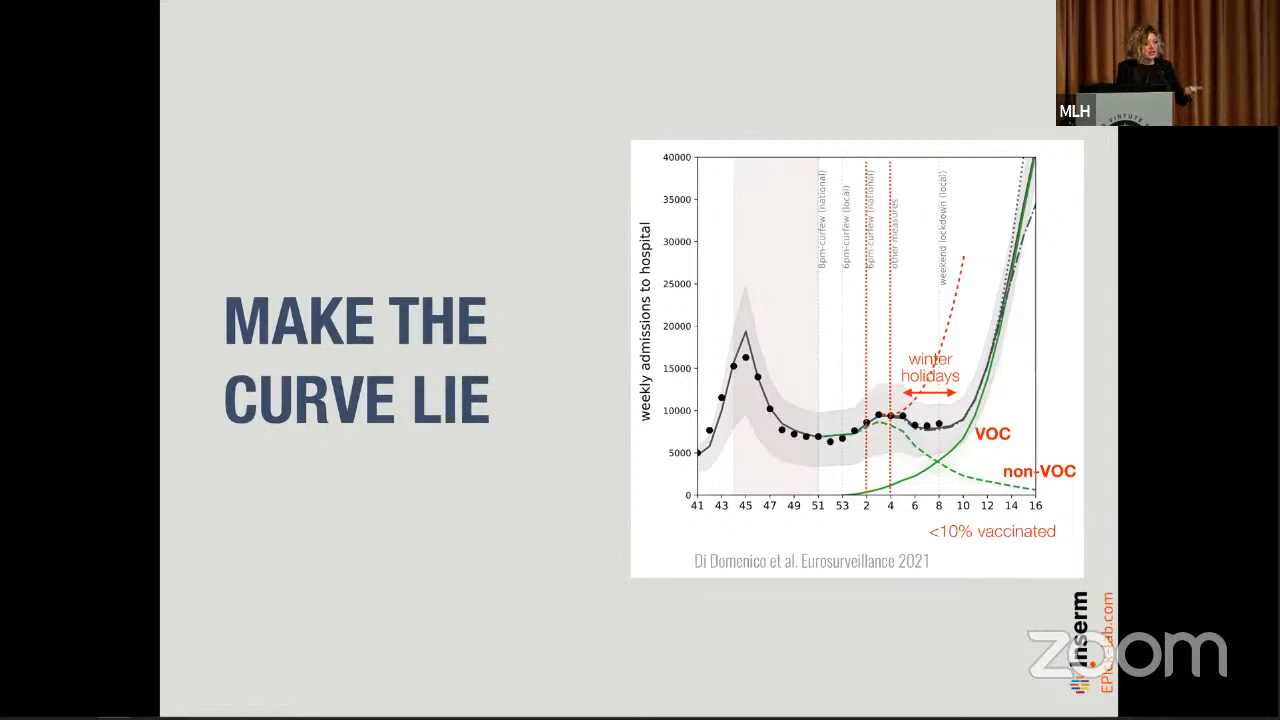 MLH
VIRTUTE
MAKE THE
CURVE LIE
weekly admissions to hospital
40000
35000
30000
25000
20000
15000
10000
5000
0
8pm-curfew (national)
6pm-curfew (local)
6pm-curfew (national)
other measures
weekend lockdown (local)
winter
holidays
VOC
non-VOC
41 43 45 47 49 51 53 2 4 6 8 10 12 14 16
<10% vaccinated
Di Domenico et al. Eurosurveillance 2021
Inserm
EPIcx-lab.com
zoom